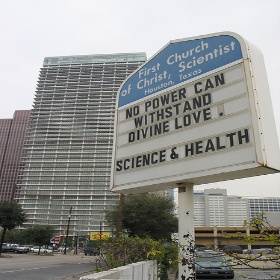 First Church
of Christ, Scientist
Houston, Texas
NO POWER CAN
WITHSTAND
DIVINE LOVE.
SCIENCE & HEALTH